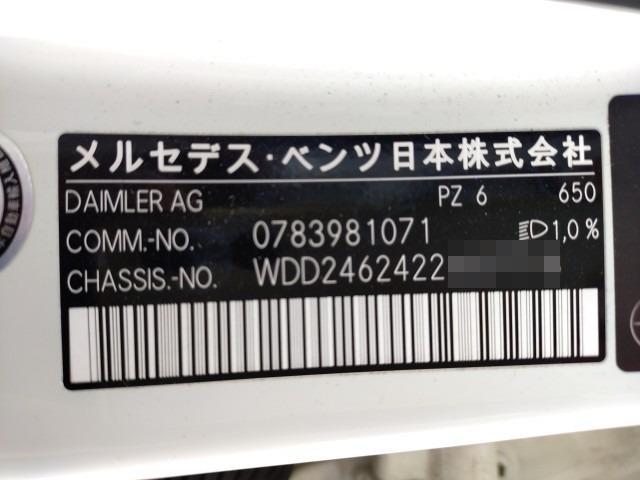 メルセデス・ベンツ日本株式会社
DAIMLER AG PZ 6 650
COMM.-NO. 0783981071 1,0 %
CHASSIS.-NO. WDD2462422